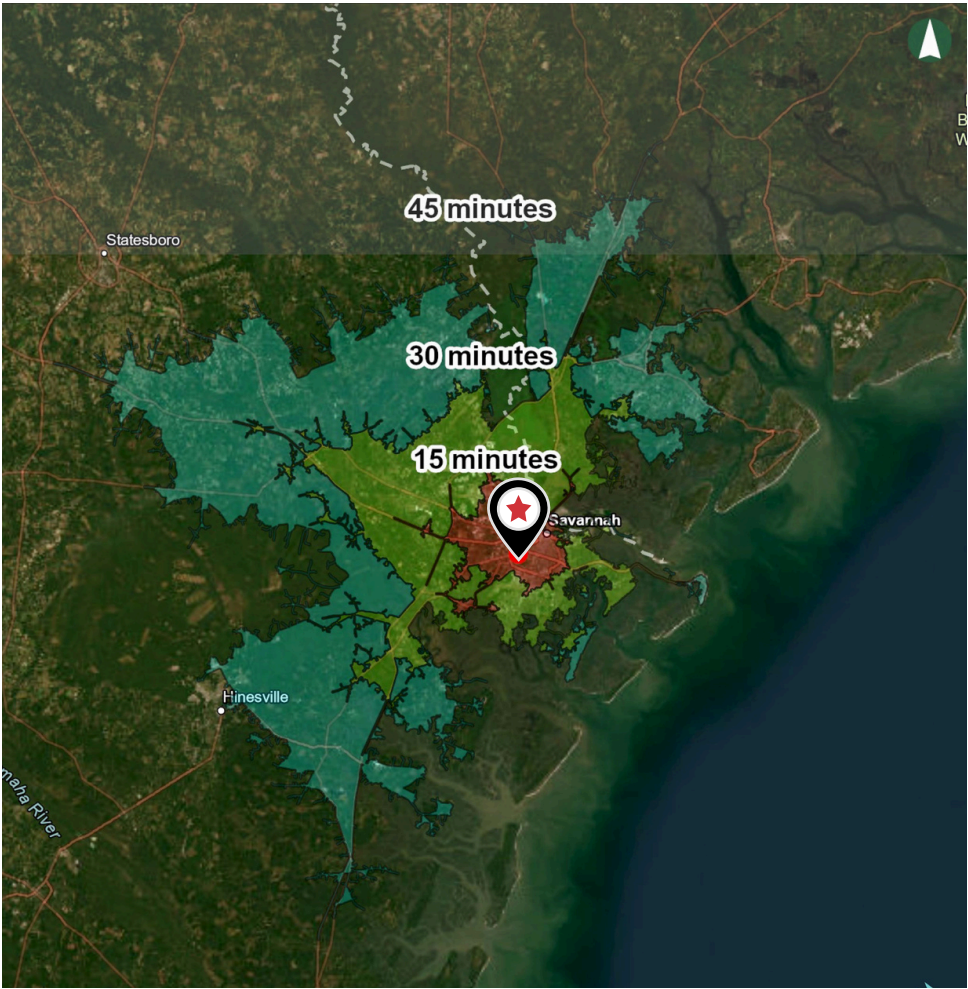 B
W
45 minutes
Statesboro
30 minutes
15 minutes
Savannah
Hinesville
maha River